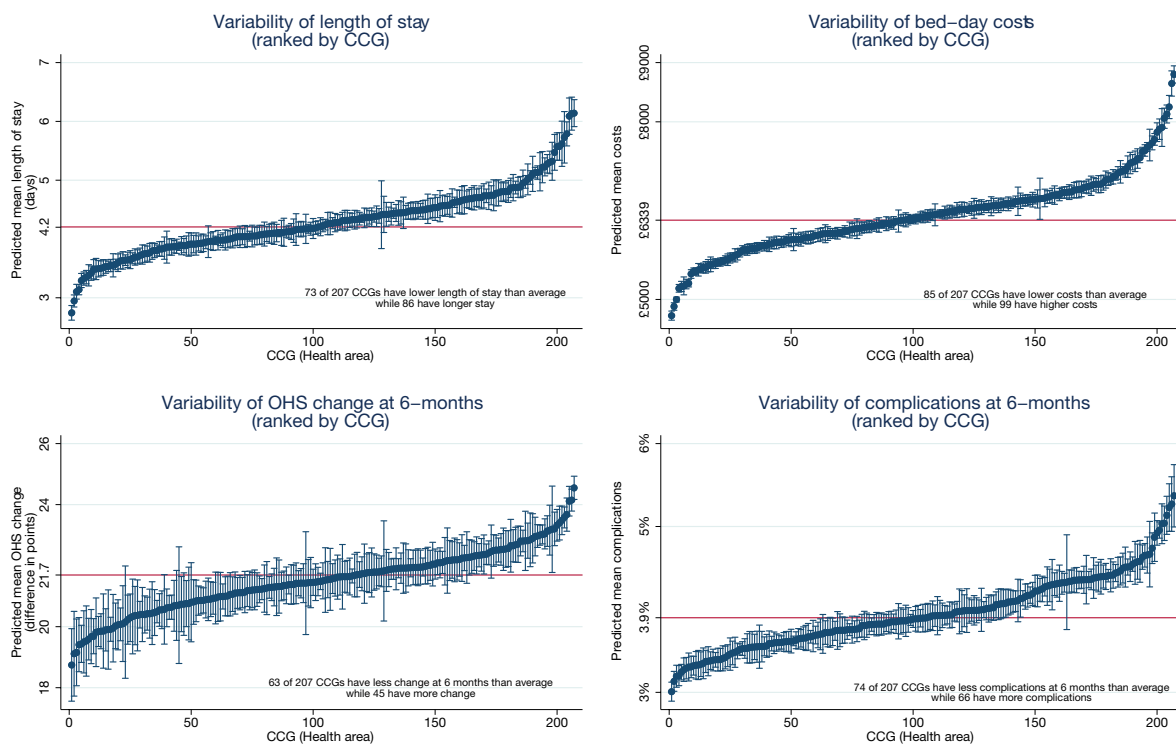 Variability of length of stay
(ranked by CCG)
Predicted mean length of stay
(days)
7
6
5
4.2
3
73 of 207 CCGs have lower length of stay than average
while 86 have longer stay
0
50
100
150
200
CCG (Health area)
Variability of bed−day costs
(ranked by CCG)
Predicted mean costs
£9000
£8000
£6333
£5000
85 of 207 CCGs have lower costs than average
while 99 have higher costs
0
50
100
150
200
CCG (Health area)
Variability of OHS change at 6−months
(ranked by CCG)
Predicted mean OHS change
(difference in points)
26
24
21.7
20
18
63 of 207 CCGs have less change at 6 months than average
while 45 have more change
0
50
100
150
200
CCG (Health area)
Variability of complications at 6−months
(ranked by CCG)
Predicted mean complications
6%
5%
3.9%
3%
74 of 207 CCGs have less complications at 6 months than average
while 66 have more complications
0
50
100
150
200
CCG (Health area)